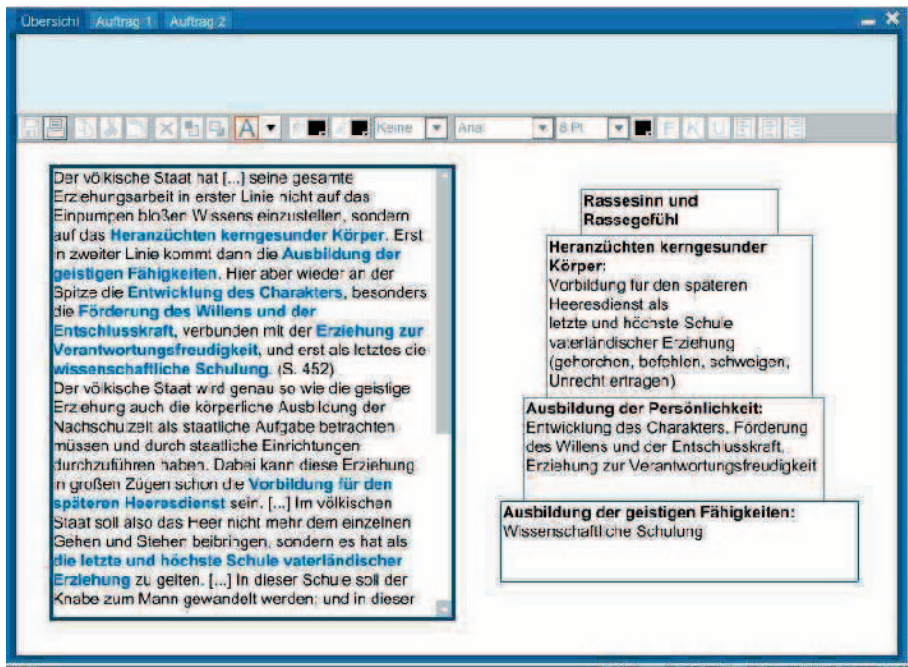 Übersicht Auftrag 1 Auftrag 2
Keine Arial 8 Pt. F K U
Der völkische Staat hat [...] seine gesamte
Erziehungsarbeit in erster Linie nicht auf das
Einpumpen bloßen Wissens einzustellen, sondern
auf das Heranzüchten kerngesunder Körper. Erst
in zweiter Linie kommt dann die Ausbildung der
geistigen Fähigkeiten. Hier aber wieder an der
Spitze die Entwicklung des Charakters, besonders
die Förderung des Willens und der
Entschlusskraft, verbunden mit der Erziehung zur
Verantwortungsfreudigkeit, und erst als letztes die
wissenschaftliche Schulung. (S. 452)
Der völkische Staat wird genau so wie die geistige
Erziehung auch die körperliche Ausbildung der
Nachschulzeit als staatliche Aufgabe betrachten
müssen und durch staatliche Einrichtungen
durchzuführen haben. Dabei kann diese Erziehung
in großen Zügen schon die Vorbildung für den
späteren Heeresdienst sein. [...] Im völkischen
Staat soll also das Heer nicht mehr dem einzelnen
Gehen und Stehen beibringen, sondern es hat als
die letzte und höchste Schule vaterländischer
Erziehung zu gelten. [...] In dieser Schule soll der
Knabe zum Mann gewandelt werden; und in dieser
Rassesinn und
Rassegefühl
Heranzüchten kerngesunder
Körper:
Vorbildung für den späteren
Heeresdienst als
letzte und höchste Schule
vaterländischer Erziehung
(gehorchen, befehlen, schweigen,
Unrecht ertragen)
Ausbildung der Persönlichkeit:
Entwicklung des Charakters, Förderung
des Willens und der Entschlusskraft,
Erziehung zur Verantwortungsfreudigkeit
Ausbildung der geistigen Fähigkeiten:
Wissenschaftliche Schulung